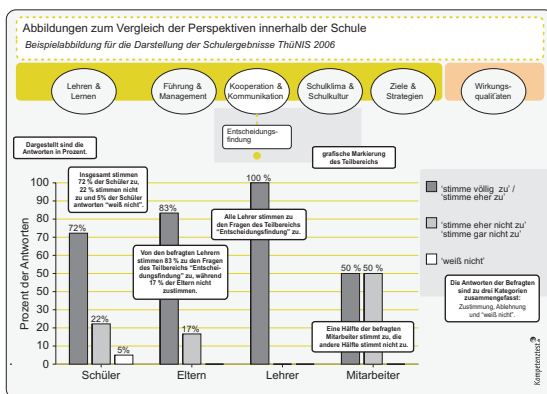 Abbildungen zum Vergleich der Perspektiven innerhalb der Schule
Beispielabbildung für die Darstellung der Schulergebnisse ThüNIS 2006
Lehren &
Lernen
Führung &
Management
Kooperation &
Kommunikation
Schulklima &
Schulkultur
Ziele &
Strategien
Wirkungs-
qualitäten
Entscheidungs-
findung
Dargestellt sind die
Antworten in Prozent.
grafische Markierung
des Teilbereichs
Insgesamt stimmen
72 % der Schüler zu,
22 % stimmen nicht
zu und 5% der Schüler
antworten "weiß nicht".
Alle Lehrer stimmen zu
den Fragen des Teilbereichs
"Entscheidungsfindung" zu.
Von den befragten Lehrern
stimmen 83 % zu den Fragen
des Teilbereichs "Entschei-
dungsfindung" zu, während
17 % der Eltern nicht
zustimmen.
Eine Hälfte der befragten
Mitarbeiter stimmt zu, die
andere Hälfte stimmt nicht zu.
Prozent der Antworten
100
90
80
70
60
50
40
30
20
10
0
72%
22%
5%
83%
17%
100 %
50 %
50 %
Schüler
Eltern
Lehrer
Mitarbeiter
'stimme völlig zu' /
'stimme eher zu'
'stimme eher nicht zu'
'stimme gar nicht zu'
'weiß nicht'
Die Antworten der Befragten
sind zu drei Kategorien
zusammengefasst:
Zustimmung, Ablehnung
und "weiß nicht".